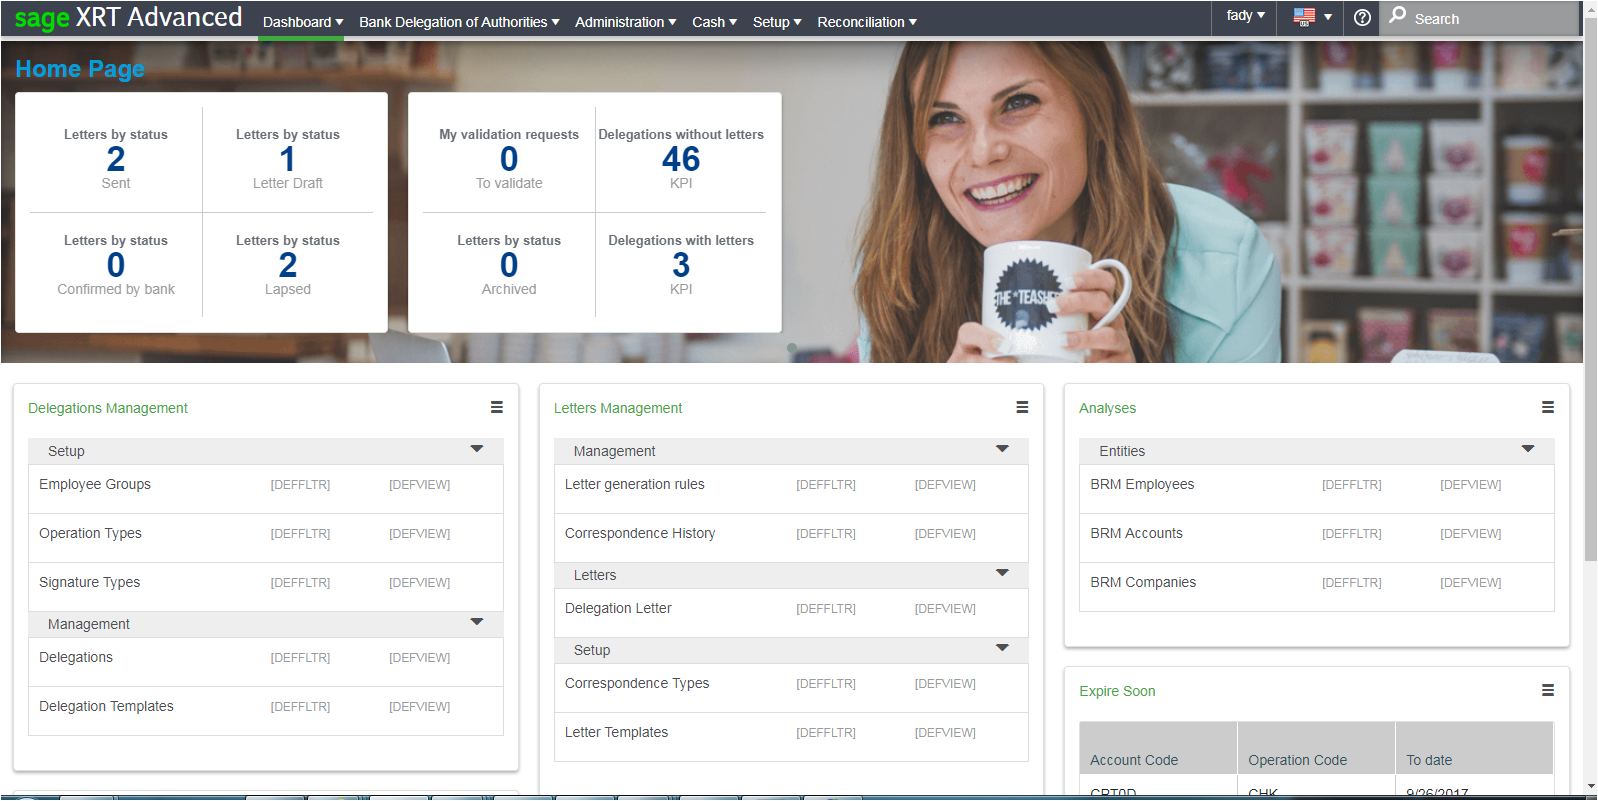 sage XRT Advanced
Dashboard Bank Delegation of Authorities Administration Cash Setup Reconciliation
fady
US
?
Search
Home Page
Letters by status
2
Sent
Letters by status
1
Letter Draft
Letters by status
0
Confirmed by bank
Letters by status
2
Lapsed
My validation requests
0
To validate
Delegations without letters
46
KPI
Letters by status
0
Archived
Delegations with letters
3
KPI
THE*TEASHE
Delegations Management
Setup
Employee Groups [DEFFLTR] [DEFVIEW]
Operation Types [DEFFLTR] [DEFVIEW]
Signature Types [DEFFLTR] [DEFVIEW]
Management
Delegations [DEFFLTR] [DEFVIEW]
Delegation Templates [DEFFLTR] [DEFVIEW]
Letters Management
Management
Letter generation rules [DEFFLTR] [DEFVIEW]
Correspondence History [DEFFLTR] [DEFVIEW]
Letters
Delegation Letter [DEFFLTR] [DEFVIEW]
Setup
Correspondence Types [DEFFLTR] [DEFVIEW]
Letter Templates [DEFFLTR] [DEFVIEW]
Analyses
Entities
BRM Employees [DEFFLTR] [DEFVIEW]
BRM Accounts [DEFFLTR] [DEFVIEW]
BRM Companies [DEFFLTR] [DEFVIEW]
Expire Soon
Account Code Operation Code To date
CHK 9/26/2017